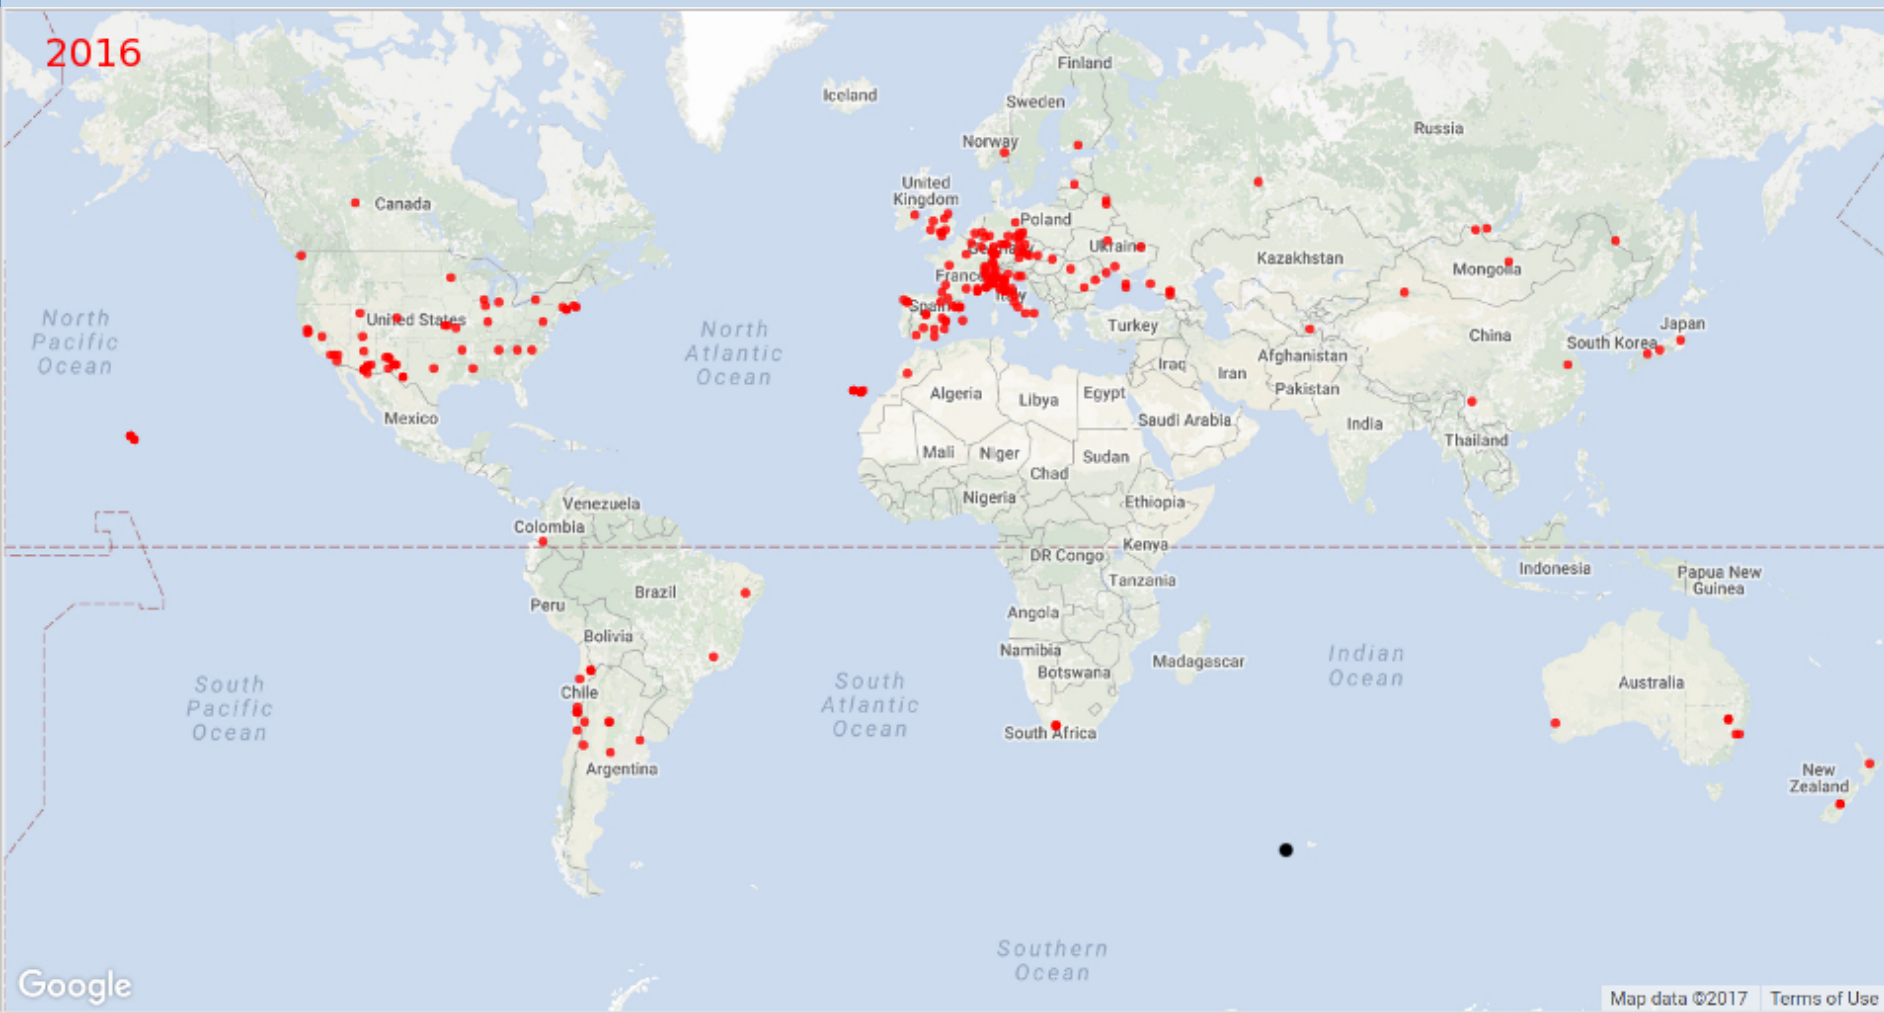 2016
Finland
Iceland
Sweden
Russia
Norway
United
Kingdom
Canada
Poland
Ukraine
Germany
Kazakhstan
Mongolia
France
Italy
Spain
North
Pacific
Ocean
United States
North
Atlantic
Ocean
Turkey
China
Japan
South Korea
Afghanistan
Iraq
Iran
Pakistan
Algeria
Libya
Egypt
Saudi Arabia
India
Mexico
Thailand
Mali
Niger
Chad
Sudan
Nigeria
Ethiopia
Venezuela
Colombia
Kenya
DR Congo
Indonesia
Papua New
Guinea
Tanzania
Brazil
Peru
Angola
Bolivia
Namibia
Botswana
Madagascar
Indian
Ocean
Australia
South
Pacific
Ocean
Chile
South
Atlantic
Ocean
South Africa
Argentina
New
Zealand
Southern
Ocean
Google
Map data ©2017
Terms of Use